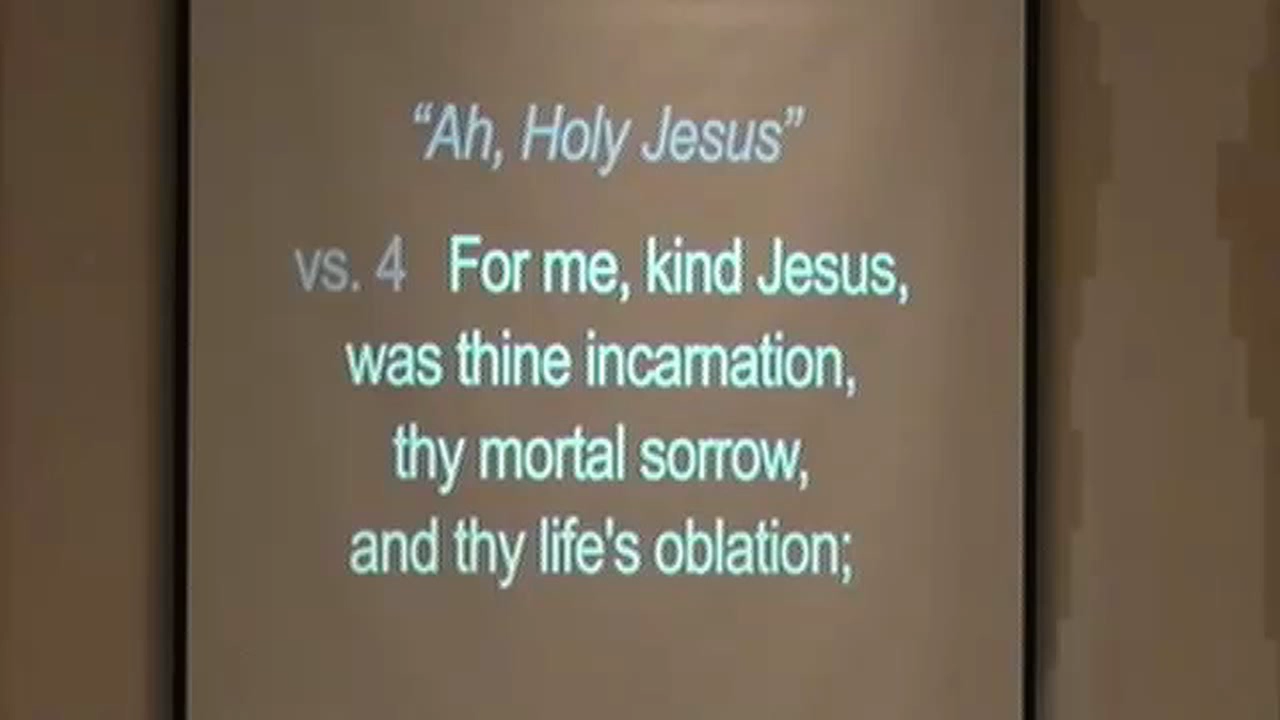 “Ah, Holy Jesus”
vs. 4 For me, kind Jesus,
was thine incarnation,
thy mortal sorrow,
and thy life's oblation;